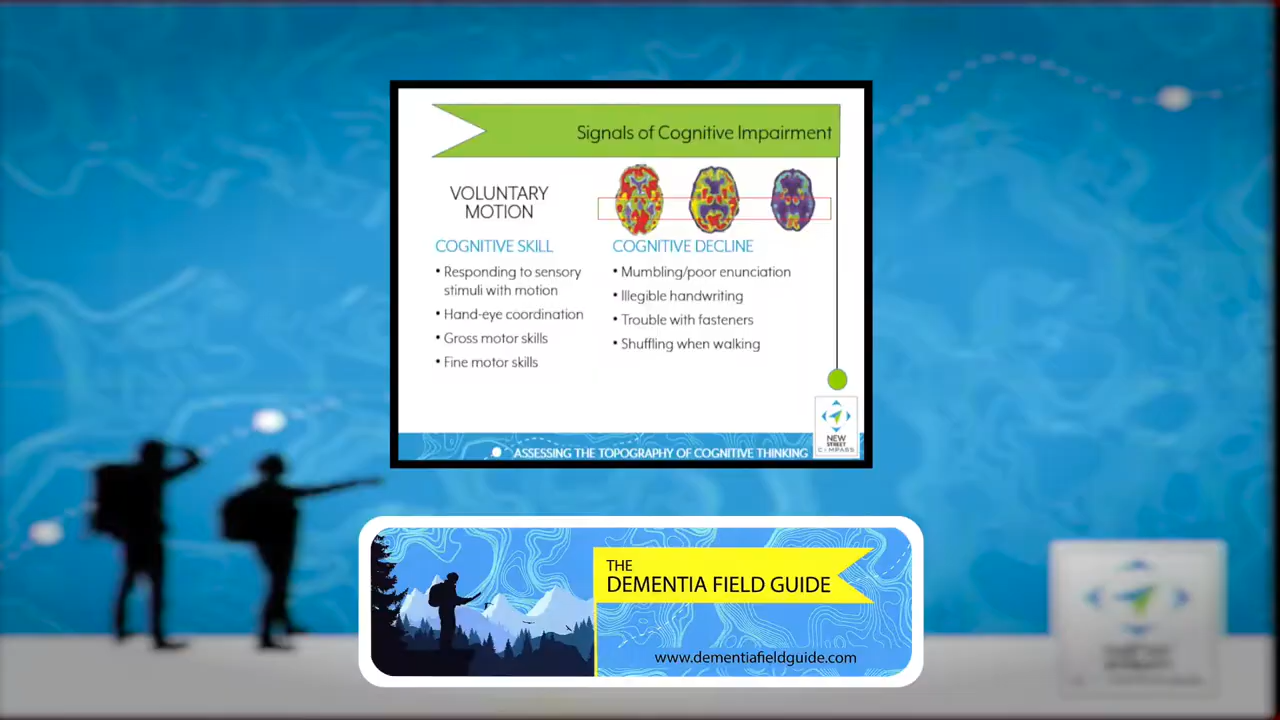 Signals of Cognitive Impairment
VOLUNTARY
MOTION
COGNITIVE SKILL
• Responding to sensory
stimuli with motion
• Hand-eye coordination
• Gross motor skills
• Fine motor skills
COGNITIVE DECLINE
• Mumbling/poor enunciation
• Illegible handwriting
• Trouble with fasteners
• Shuffling when walking
NEW
STREET
COMPASS
ASSESSING THE TOPOGRAPHY OF COGNITIVE THINKING
THE
DEMENTIA FIELD GUIDE
www.dementiafieldguide.com